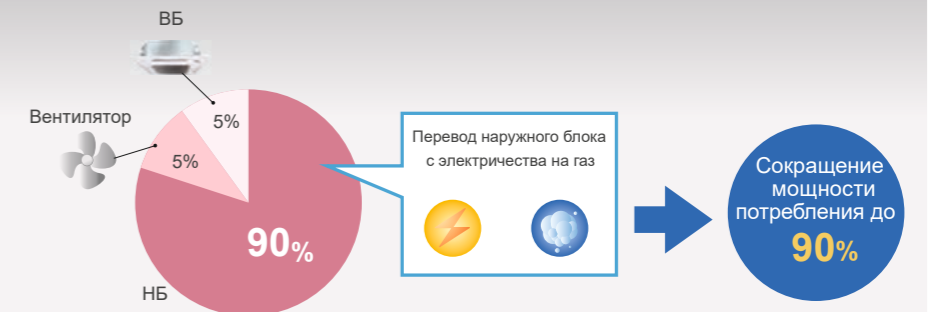 ВБ
Вентилятор
5%
5%
90%
НБ
Перевод наружного блока
с электричества на газ
Сокращение
мощности
потребления до
90%